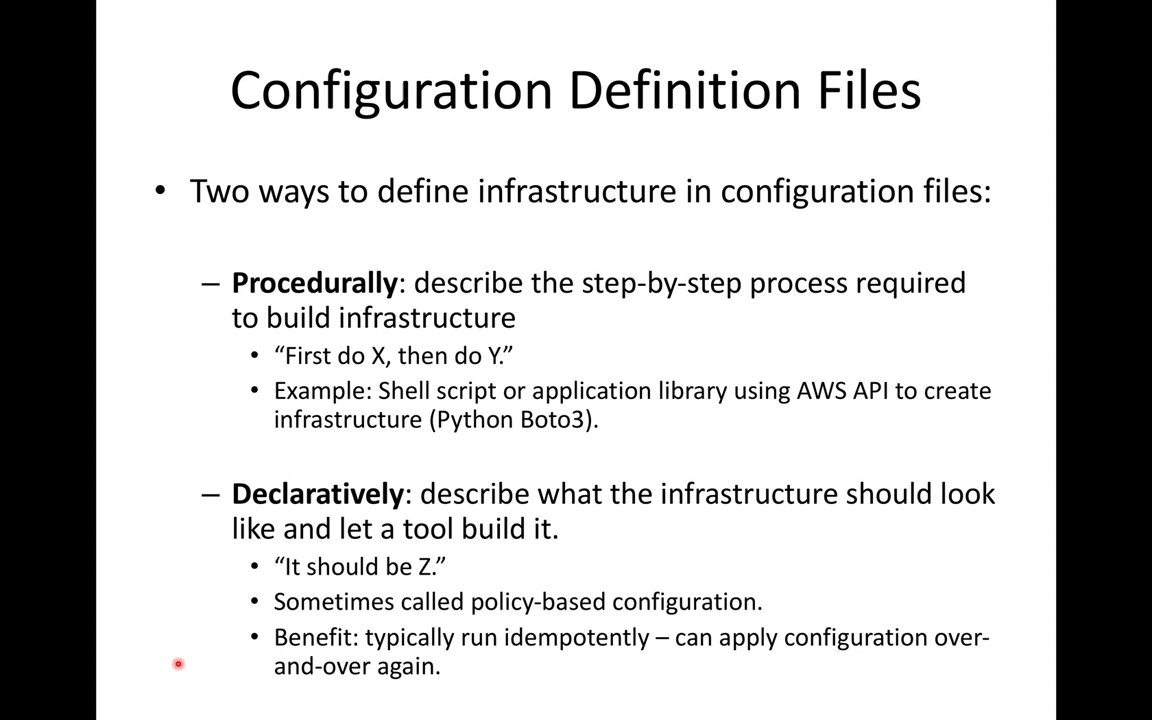 Configuration Definition Files
• Two ways to define infrastructure in configuration files:
– Procedurally: describe the step-by-step process required
to build infrastructure
• “First do X, then do Y.”
• Example: Shell script or application library using AWS API to create
infrastructure (Python Boto3).
– Declaratively: describe what the infrastructure should look
like and let a tool build it.
• “It should be Z.”
• Sometimes called policy-based configuration.
• Benefit: typically run idempotently – can apply configuration over-
and-over again.